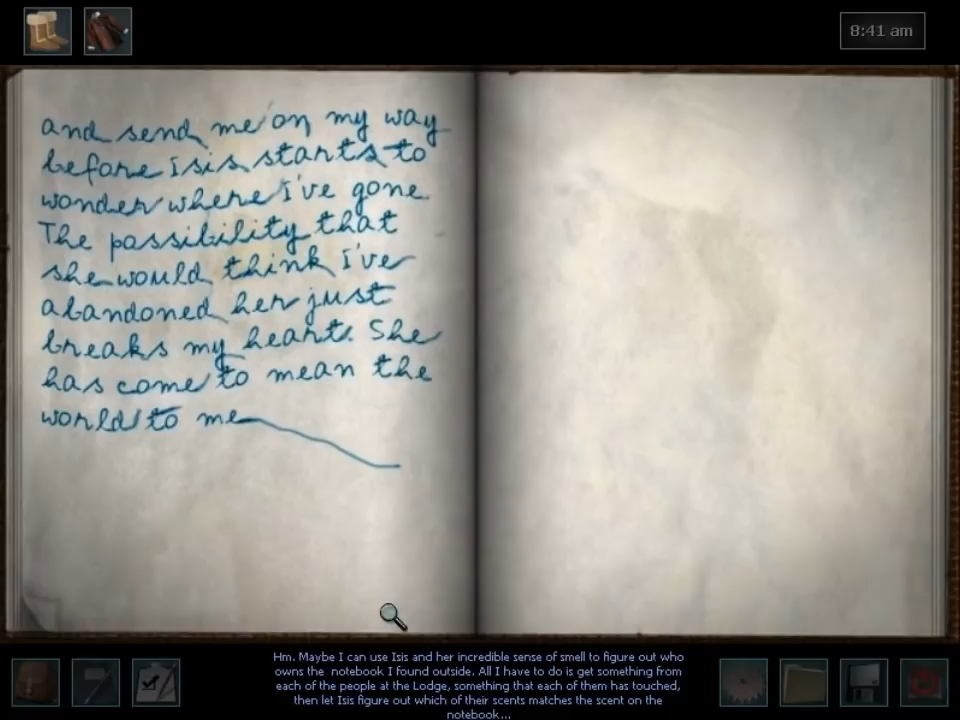 8:41 am
and send me on my way
before Isis starts to
wonder where I've gone.
The possibility that
she would think I've
abandoned her just
breaks my heart. She
has come to mean the
world to me
Hm. Maybe I can use Isis and her incredible sense of smell to figure out who
owns the notebook I found outside. All I have to do is get something from
each of the people at the Lodge, something that each of them has touched,
then let Isis figure out which of their scents matches the scent on the
notebook...